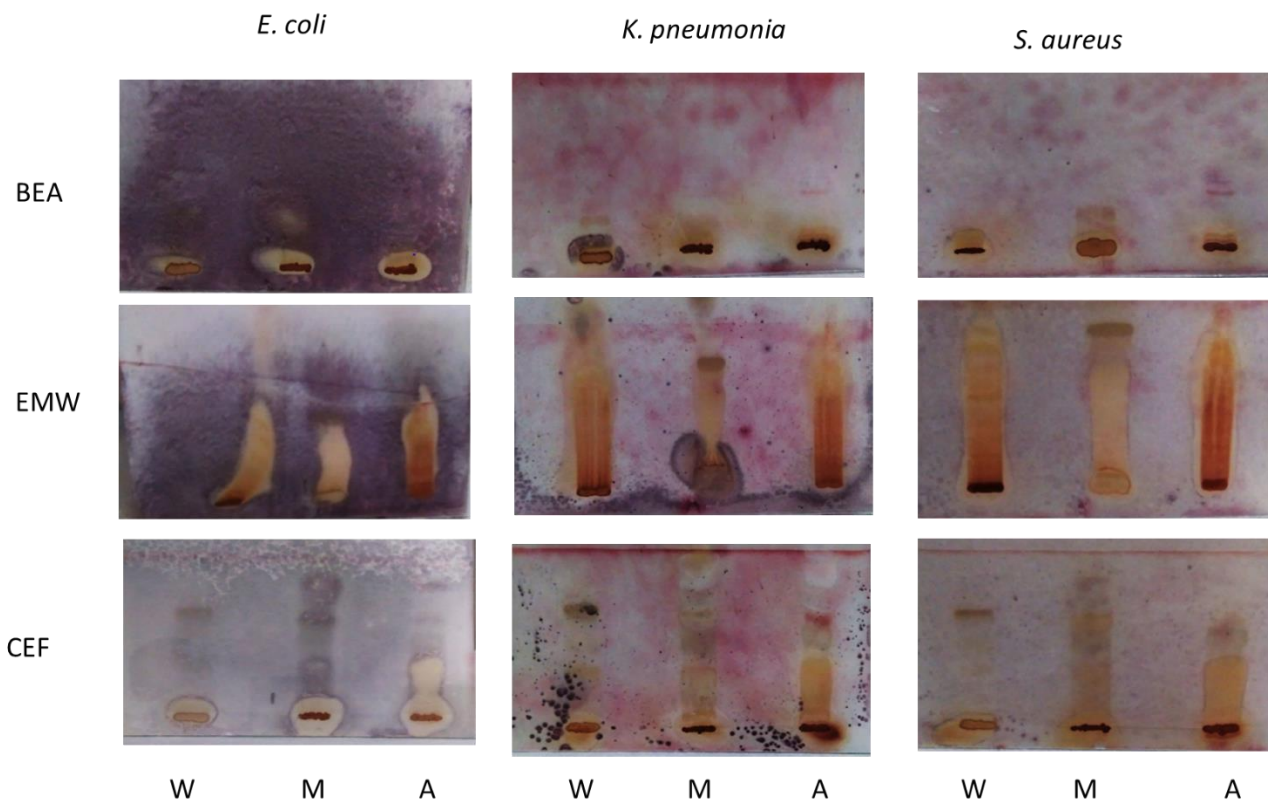 E. coli
K. pneumonia
S. aureus
BEA
EMW
CEF
W M A W M A W M A